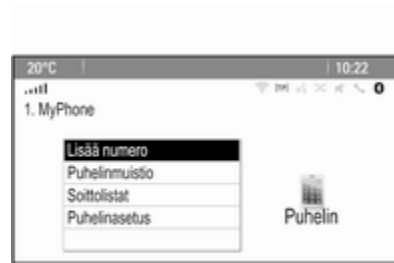 20°C 10:22
1. MyPhone
Lisää numero
Puhelinmuistio
Soittolistat
Puhelinasetus
Puhelin